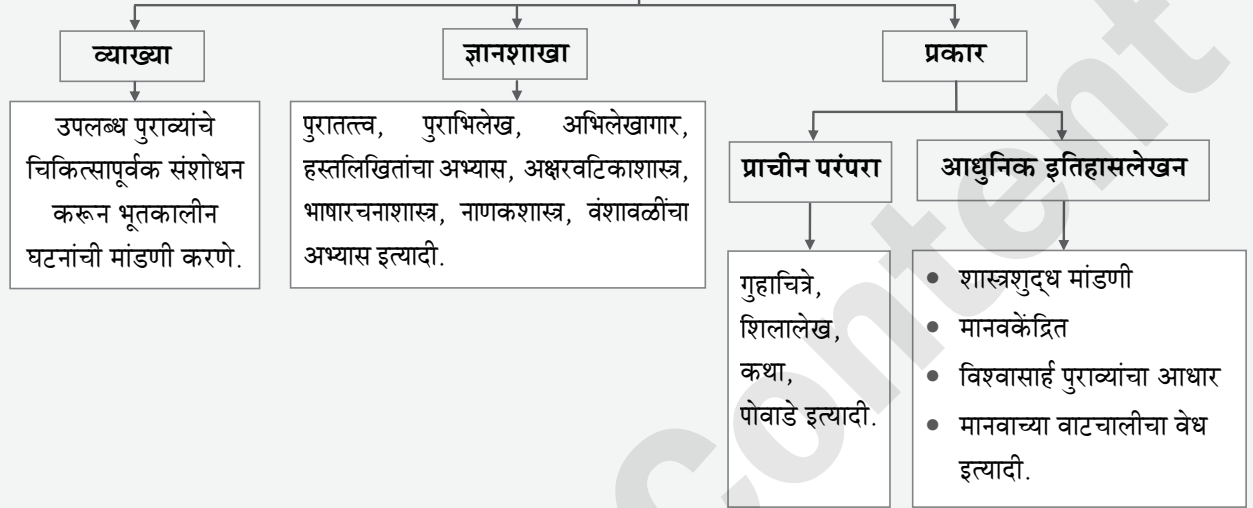 व्याख्या
उपलब्ध पुराव्यांचे
चिकित्सापूर्वक संशोधन
करून भूतकालीन
घटनांची मांडणी करणे.
ज्ञानशाखा
पुरातत्त्व, पुराभिलेख, अभिलेखागार,
हस्तलिखितांचा अभ्यास, अक्षरवटिकाशास्त्र,
भाषारचनाशास्त्र, नाणकशास्त्र, वंशावळींचा
अभ्यास इत्यादी.
प्रकार
प्राचीन परंपरा
गुहाचित्रे,
शिलालेख,
कथा,
पोवाडे इत्यादी.
आधुनिक इतिहासलेखन
• शास्त्रशुद्ध मांडणी
• मानवकेंद्रित
• विश्वासार्ह पुराव्यांचा आधार
• मानवाच्या वाटचालीचा वेध
इत्यादी.
Content